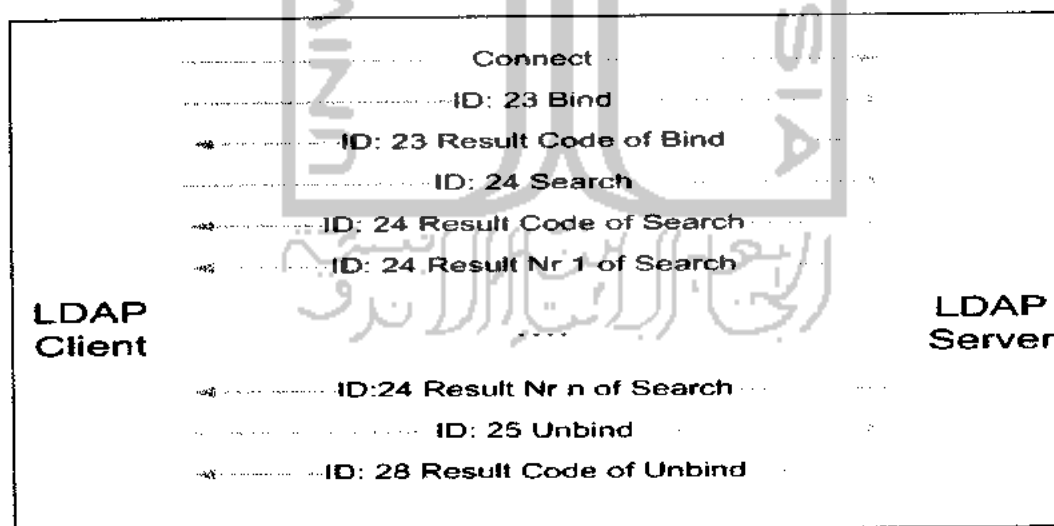 Connect
ID: 23 Bind
ID: 23 Result Code of Bind
ID: 24 Search
ID: 24 Result Code of Search
ID: 24 Result Nr 1 of Search
LDAP
Client
....
LDAP
Server
ID:24 Result Nr n of Search
ID: 25 Unbind
ID: 28 Result Code of Unbind